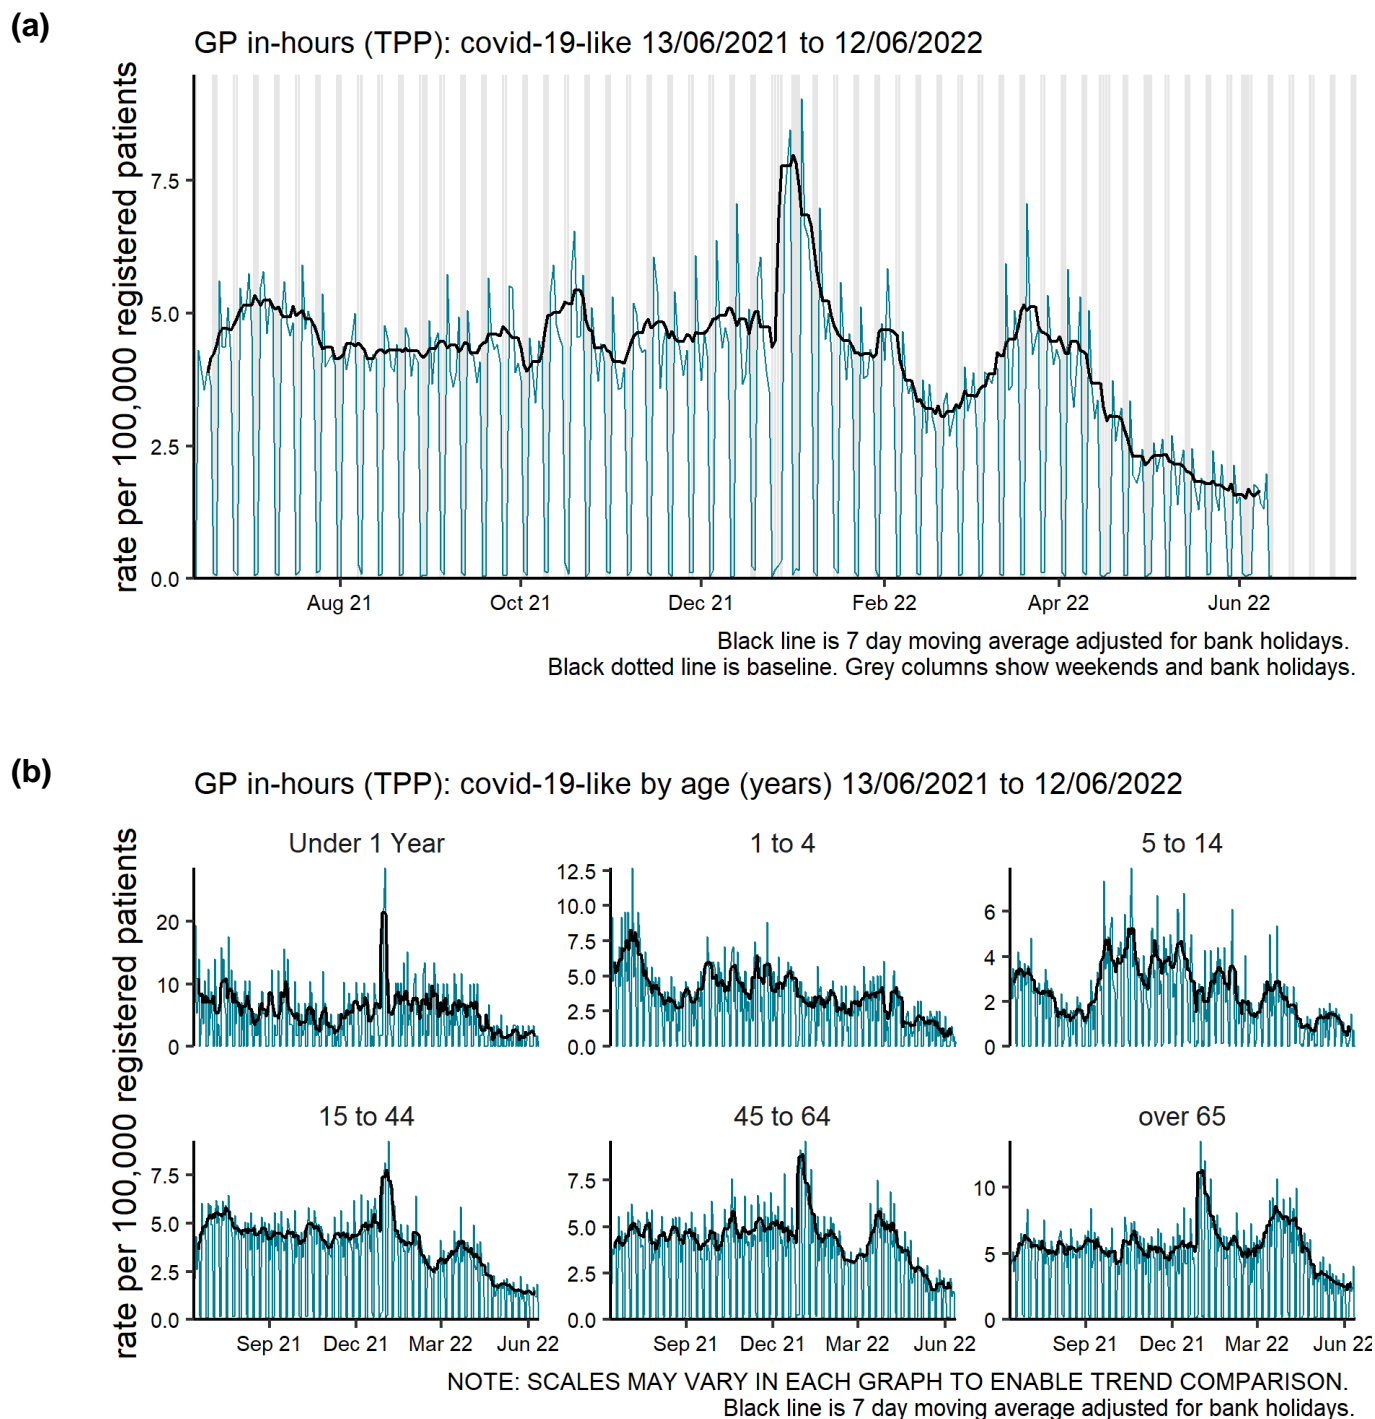 (a)
GP in-hours (TPP): covid-19-like 13/06/2021 to 12/06/2022
rate per 100,000 registered patients
7.5
5.0
2.5
0.0
Aug 21 Oct 21 Dec 21 Feb 22 Apr 22 Jun 22
Black line is 7 day moving average adjusted for bank holidays.
Black dotted line is baseline. Grey columns show weekends and bank holidays.
(b)
GP in-hours (TPP): covid-19-like by age (years) 13/06/2021 to 12/06/2022
rate per 100,000 registered patients
Under 1 Year
20
10
0
1 to 4
12.5
10.0
7.5
5.0
2.5
0.0
5 to 14
6
4
2
0
15 to 44
7.5
5.0
2.5
0.0
Sep 21 Dec 21 Mar 22 Jun 22
45 to 64
7.5
5.0
2.5
0.0
Sep 21 Dec 21 Mar 22 Jun 22
over 65
10
5
0
Sep 21 Dec 21 Mar 22 Jun 22
NOTE: SCALES MAY VARY IN EACH GRAPH TO ENABLE TREND COMPARISON.
Black line is 7 day moving average adjusted for bank holidays.